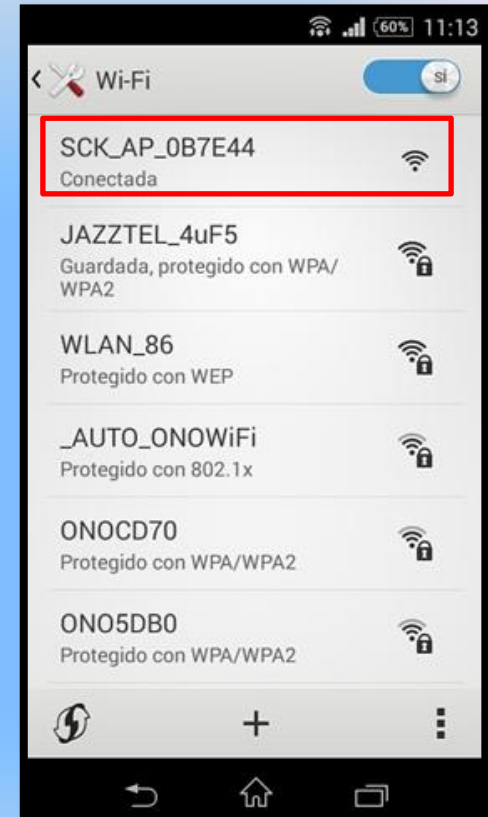 60% 11:13
Wi-Fi
sí
SCK_AP_0B7E44
Conectada
JAZZTEL_4uF5
Guardada, protegido con WPA/
WPA2
WLAN_86
Protegido con WEP
_AUTO_ONOWiFi
Protegido con 802.1x
ONOCD70
Protegido con WPA/WPA2
ONO5DB0
Protegido con WPA/WPA2